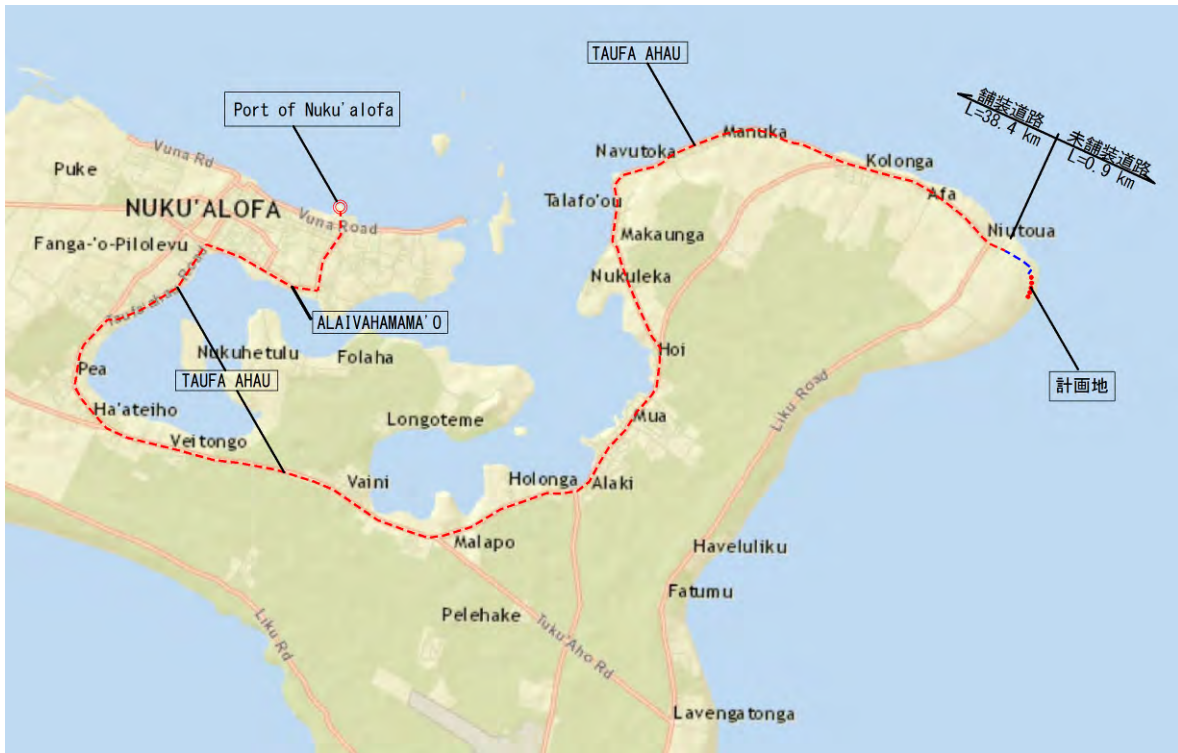 TAUFA AHAU
Port of Nuku'alofa
舗装道路
L=38.4 km
未舗装道路
L=0.9 km
Manuka
Navutoka
Vuna Rd
Kolonga
Puke
Afa
Talafo'ou
NUKU'ALOFA
Vuna Road
Niutoua
Makaunga
Fanga-'o-Pilolevu
Nukuleka
Taufa'ahau Road
ALAIVAHAMAMA'O
Hoi
Nukuhetulu
Folaha
Pea
TAUFA AHAU
計画地
Liku Road
Ha'ateiho
Longoteme
Mua
Veitongo
Vaini
Holonga
Alaki
Malapo
Haveluliku
Fatumu
Pelehake
Liku Rd
Tuku'Aho Rd
Lavengatonga